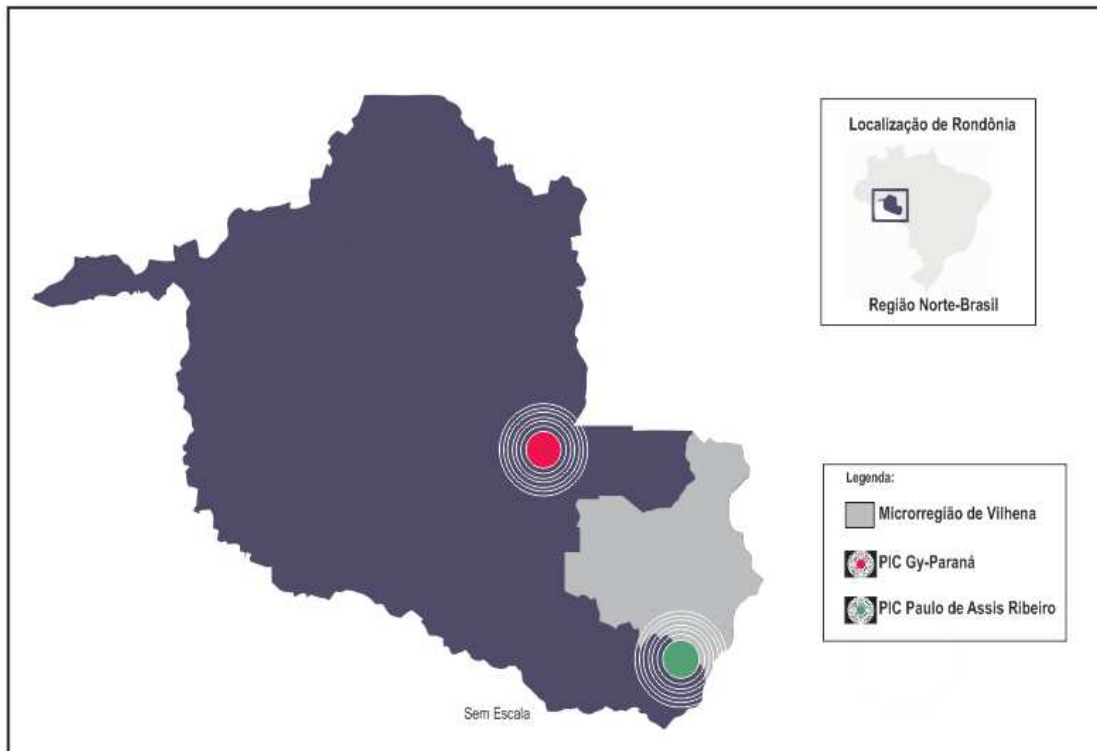 Localização de Rondônia
Região Norte-Brasil
Legenda:
Microrregião de Vilhena
PIC Gy-Paraná
PIC Paulo de Assis Ribeiro
Sem Escala